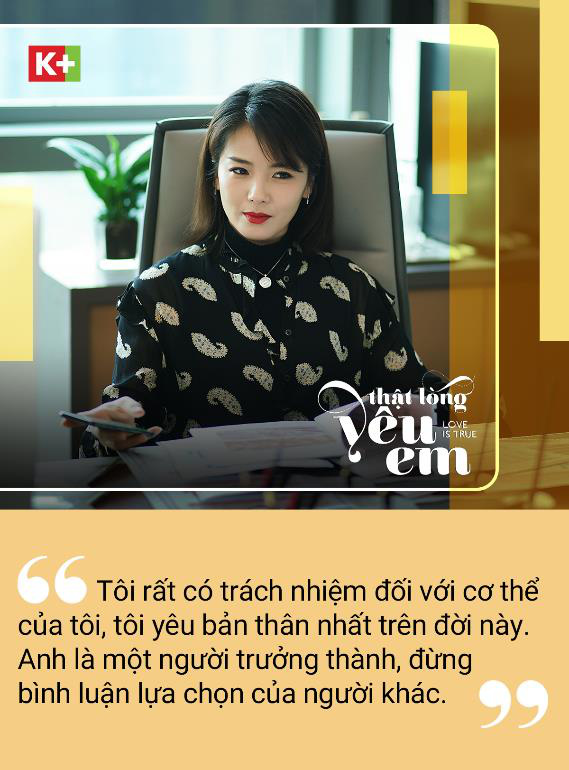 K+
thật lòng
yêu
LOVE
IS TRUE
em
“ Tôi rất có trách nhiệm đối với cơ thể
của tôi, tôi yêu bản thân nhất trên đời này.
Anh là một người trưởng thành, đừng
bình luận lựa chọn của người khác. ”